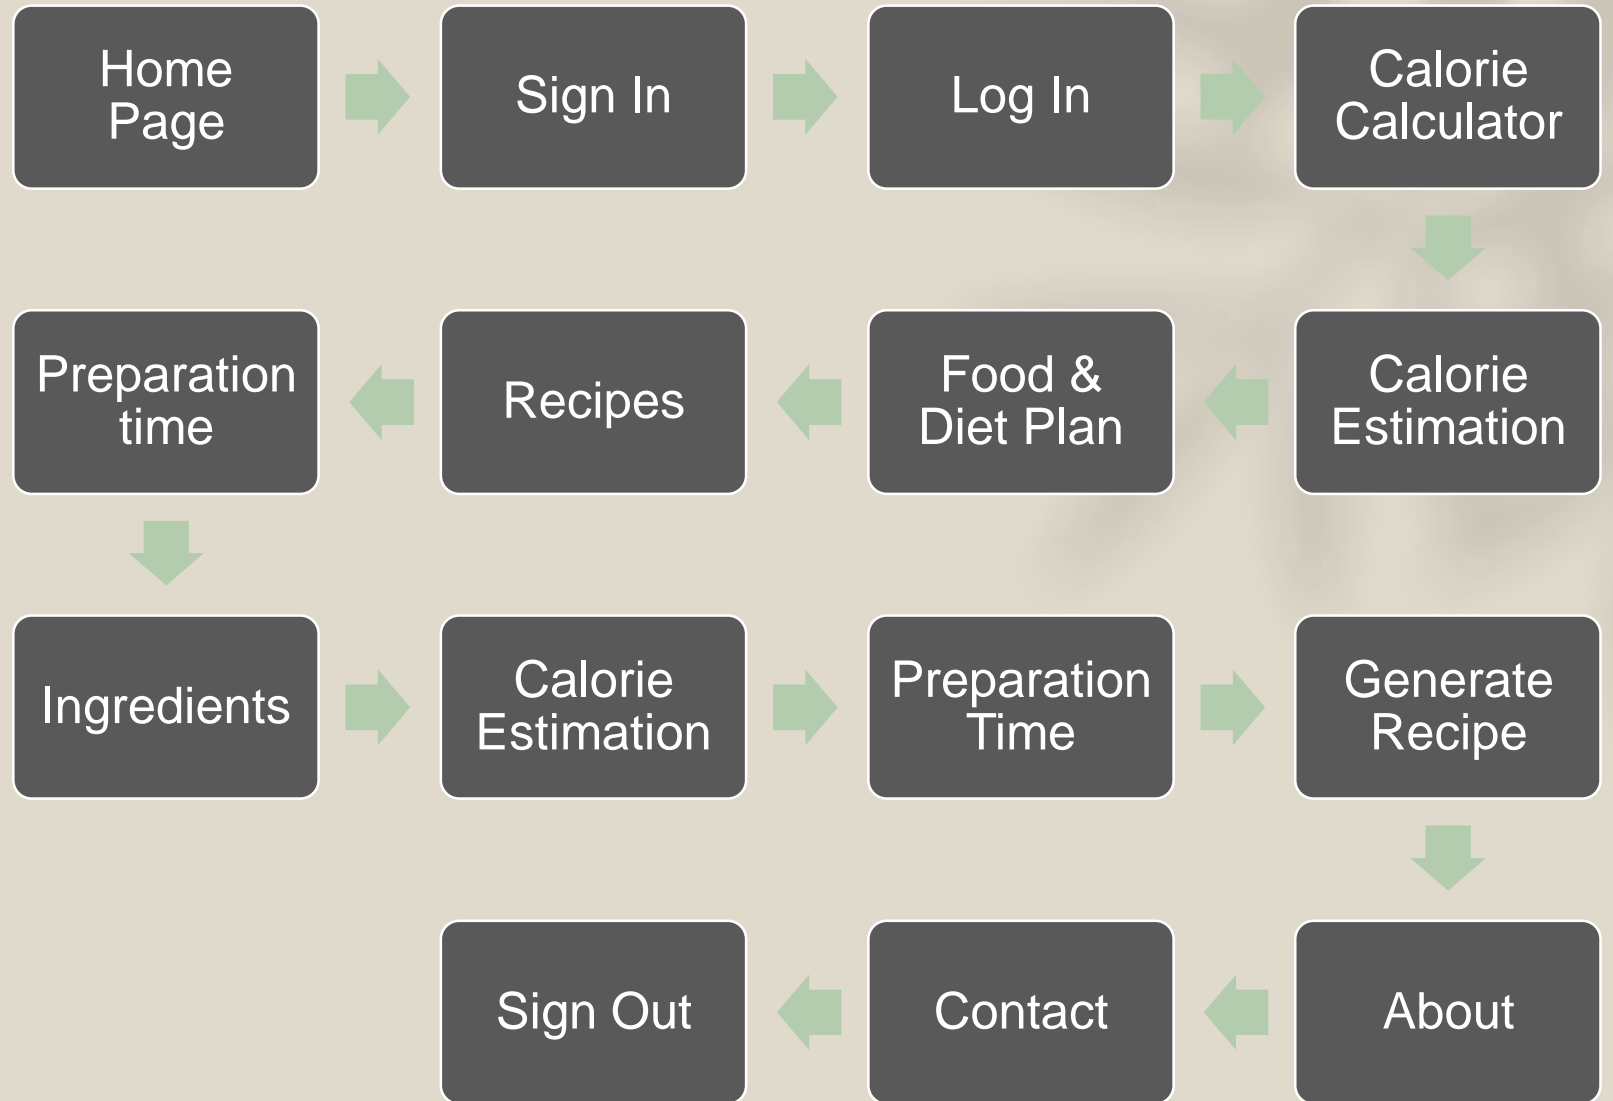 Home
Page
Sign In
Log In
Calorie
Calculator
Calorie
Estimation
Food &
Diet Plan
Recipes
Preparation
time
Ingredients
Calorie
Estimation
Preparation
Time
Generate
Recipe
About
Contact
Sign Out